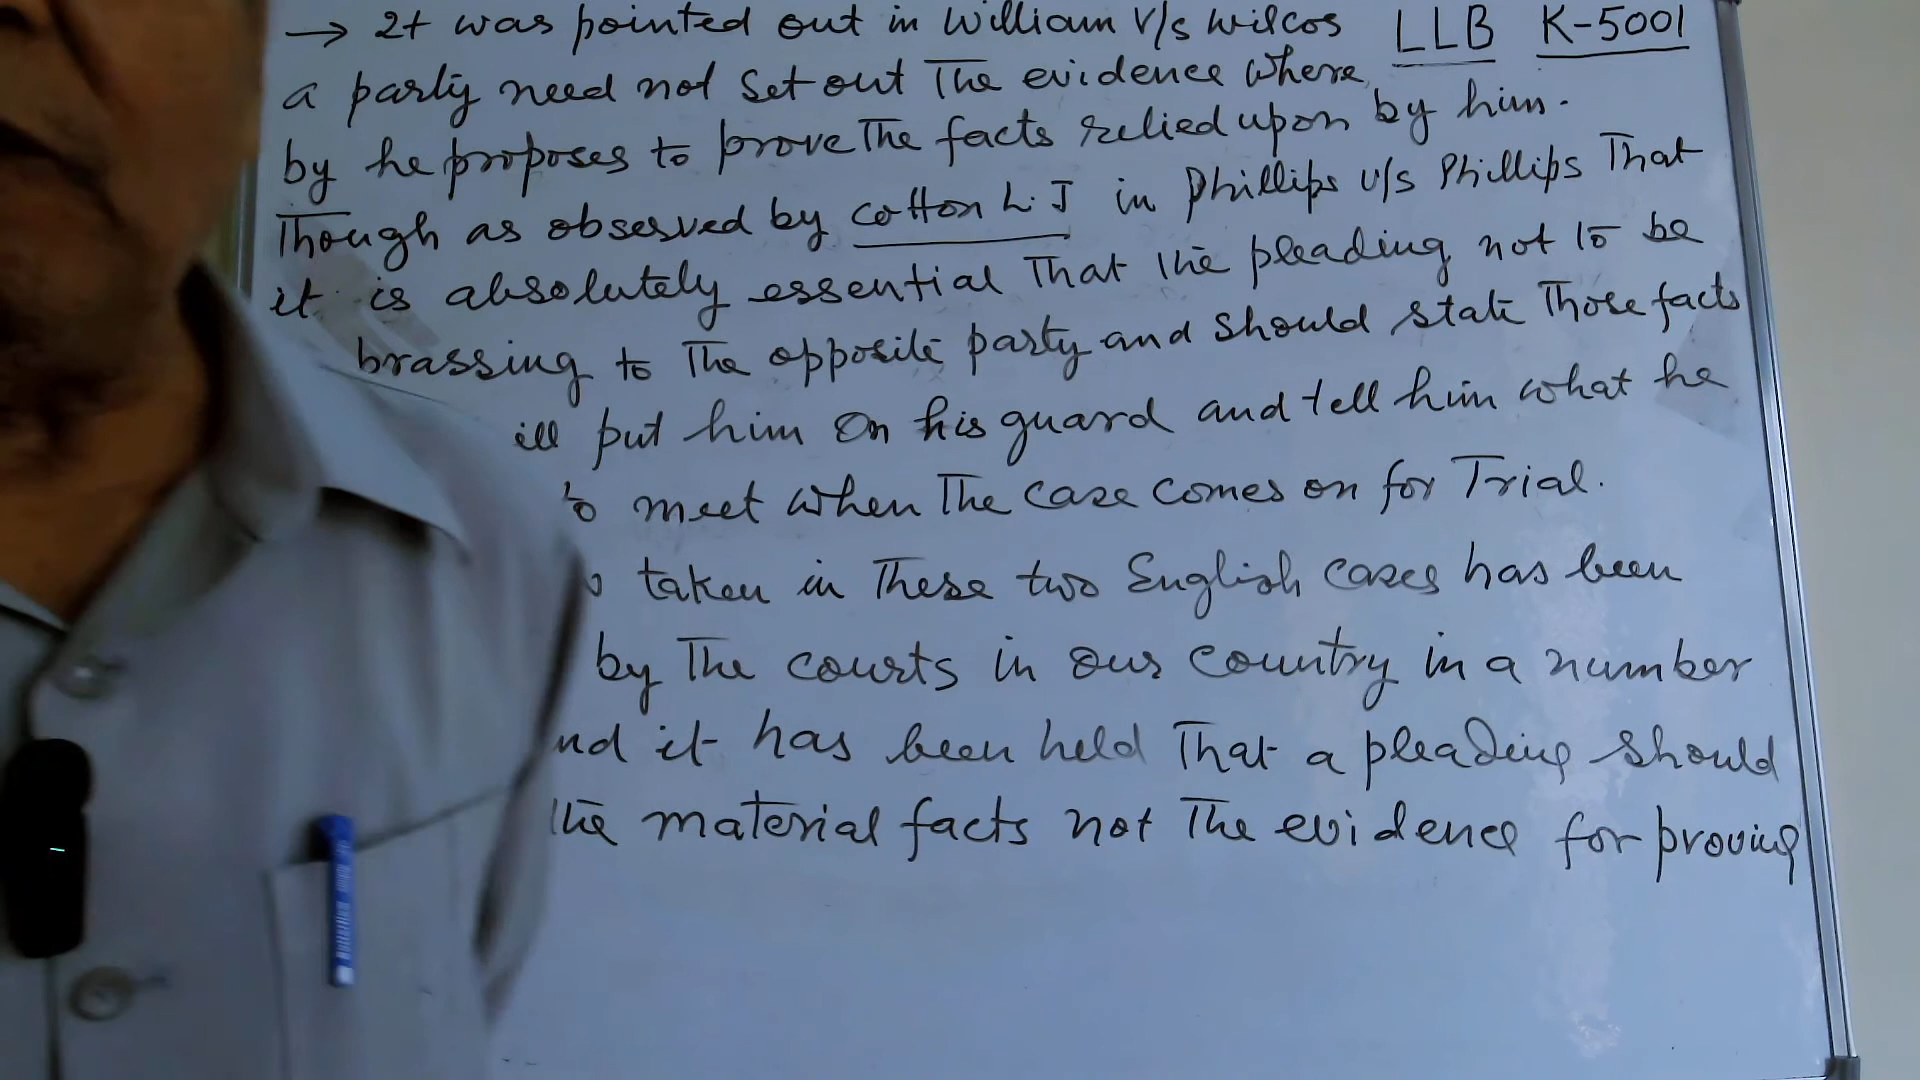 → It was pointed out in William V/s Wilcos
LLB K-5001
a party need not set out The evidence where
by he proposes to prove The facts relied upon by him.
Though as observed by cotton L.J in Phillips v/s Phillips That
it is absolutely essential That the pleading not to be
brassing to The opposite party and should state Those facts
ill put him on his guard and tell him what he
to meet when The case comes on for Trial.
taken in These two English cases has been
by The courts in our country in a number
nd it has been held That a pleading should
the material facts not The evidence for proving